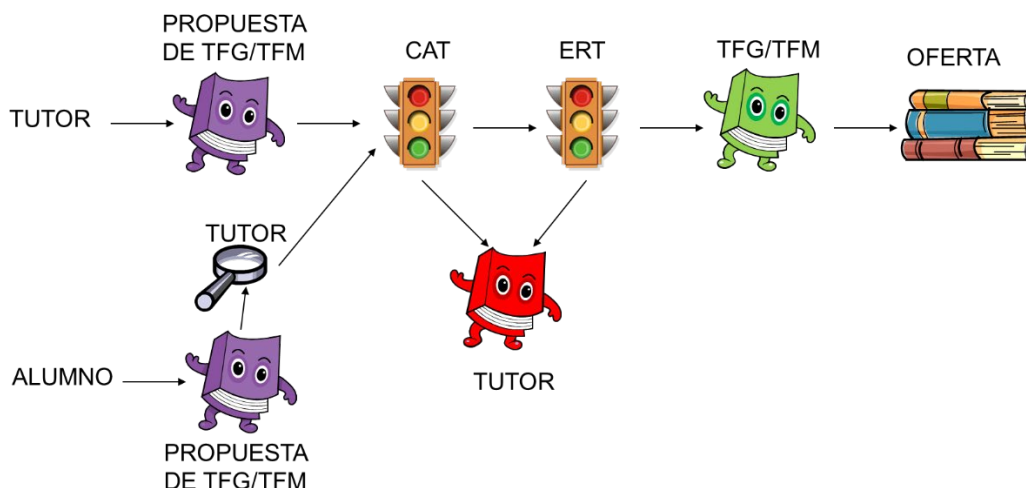 PROPUESTA
DE TFG/TFM
CAT
ERT
TFG/TFM
OFERTA
TUTOR
TUTOR
ALUMNO
TUTOR
PROPUESTA
DE TFG/TFM